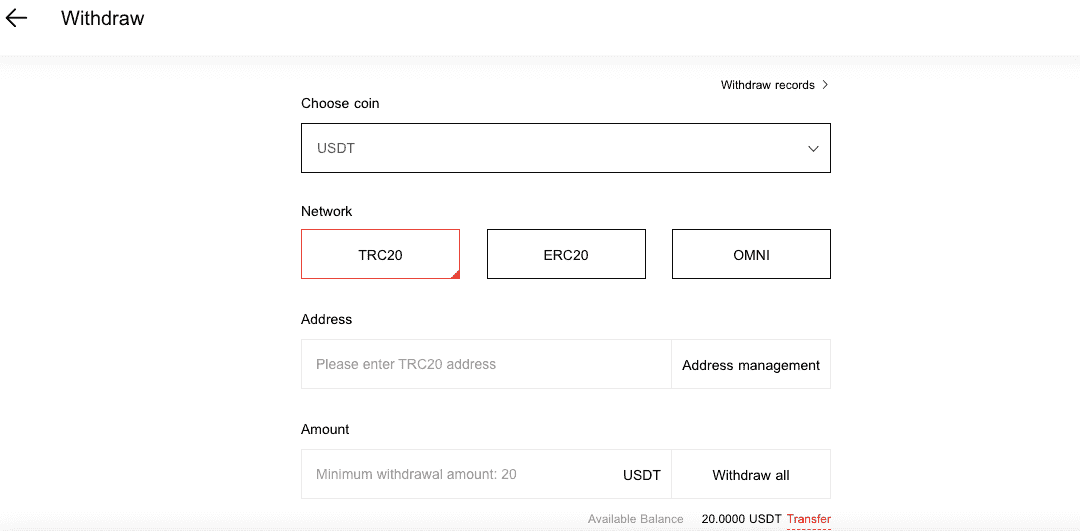 Withdraw
Withdraw records
Choose coin
USDT
Network
TRC20 ERC20 OMNI
Address
Please enter TRC20 address Address management
Amount
Minimum withdrawal amount: 20 USDT Withdraw all
Available Balance 20.0000 USDT Transfer